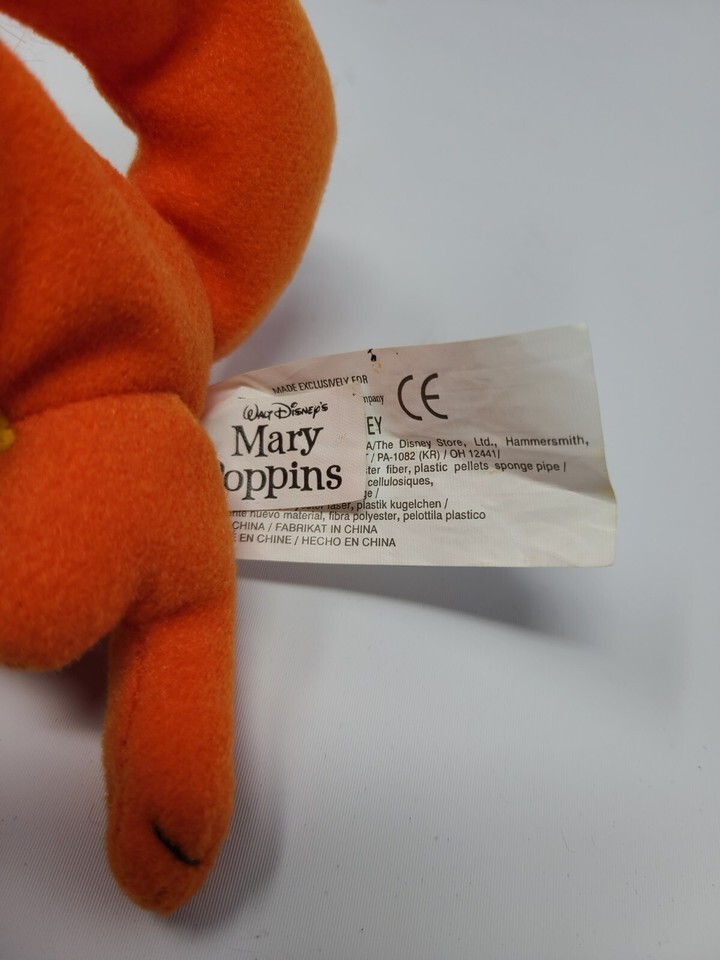 MADE EXCLUSIVELY FOR
mpany
CE
WALT DISNEY'S
Mary
oppins
EY
A/The Disney Store, Ltd., Hammersmith,
/ PA-1082 (KR) / OH 12441/
ter fiber, plastic pellets sponge pipe /
cellulosiques,
ge /
faser, plastik kugelchen /
nte nuevo material, fibra polyester, pelottila plastico
CHINA / FABRIKAT IN CHINA
EN CHINE / HECHO EN CHINA